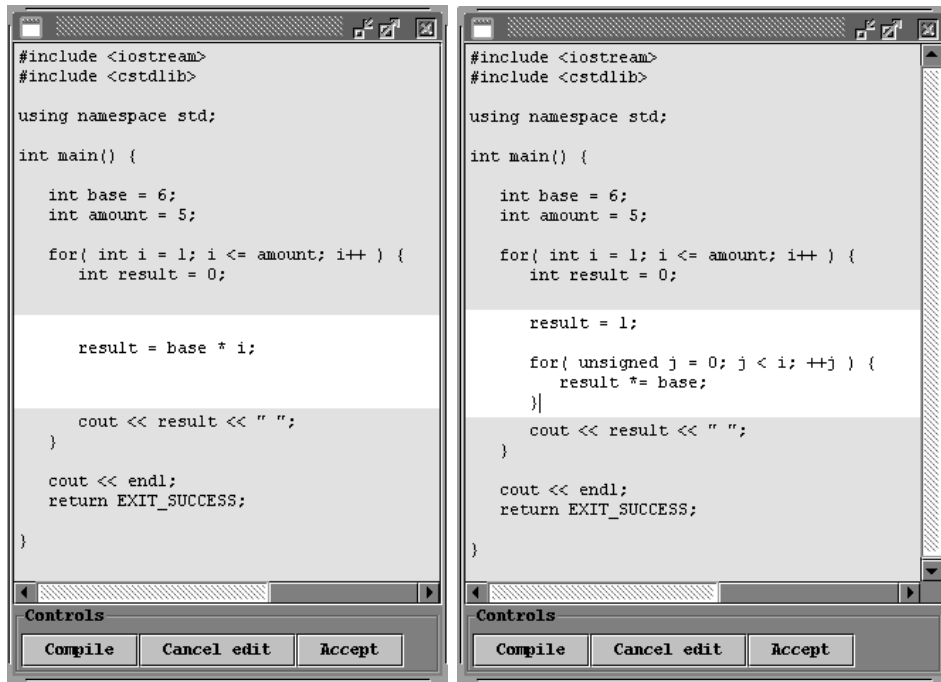 #include <iostream>
#include <cstdlib>
using namespace std;
int main() {
int base = 6;
int amount = 5;
for( int i = 1; i <= amount; i++ ) {
int result = 0;
result = base * i;
cout << result << " ";
}
cout << endl;
return EXIT_SUCCESS;
}
Controls
Compile Cancel edit Accept
#include <iostream>
#include <cstdlib>
using namespace std;
int main() {
int base = 6;
int amount = 5;
for( int i = 1; i <= amount; i++ ) {
int result = 0;
result = 1;
for( unsigned j = 0; j < i; ++j ) {
result *= base;
}
cout << result << " ";
}
cout << endl;
return EXIT_SUCCESS;
}
Controls
Compile Cancel edit Accept